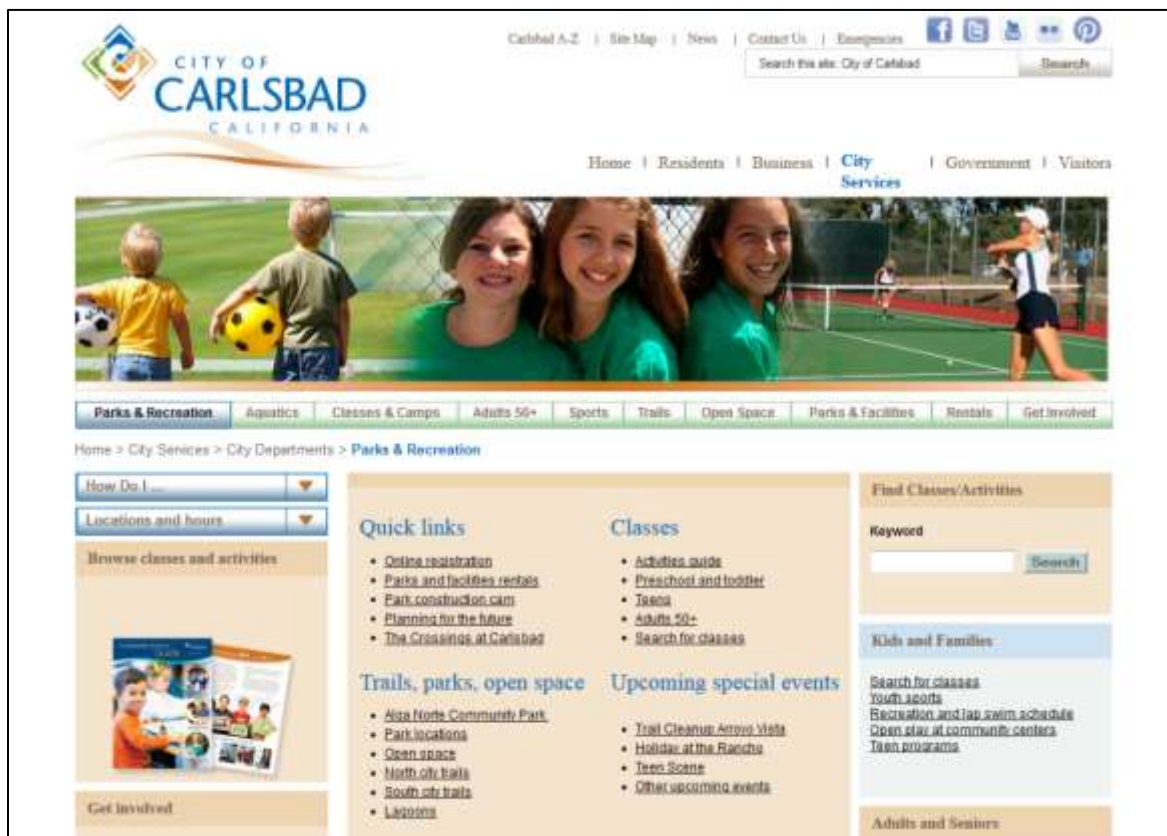 Carlsbad A-Z | Site Map | News | Contact Us | Emergencies
Search this site: City of Carlsbad Search
CITY OF
CARLSBAD
CALIFORNIA
Home | Residents | Business | City Services | Government | Visitors
Parks & Recreation Aquatics Classes & Camps Adults 50+ Sports Trails Open Space Parks & Facilities Rentals Get Involved
Home > City Services > City Departments > Parks & Recreation
How Do I ...
Locations and hours
Browse classes and activities
Get involved
Quick links
• Online registration
• Parks and facilities rentals
• Park construction cam
• Planning for the future
• The Crossings at Carlsbad
Classes
• Activities guide
• Preschool and toddler
• Teens
• Adults 50+
• Search for classes
Trails, parks, open space
• Alga Norte Community Park
• Park locations
• Open space
• North city trails
• South city trails
• Lagoons
Upcoming special events
• Trail Cleanup Arroyo Vista
• Holiday at the Rancho
• Teen Scene
• Other upcoming events
Find Classes/Activities
Keyword
Search
Kids and Families
Search for classes
Youth sports
Recreation and lap swim schedule
Open play at community centers
Teen programs
Adults and Seniors